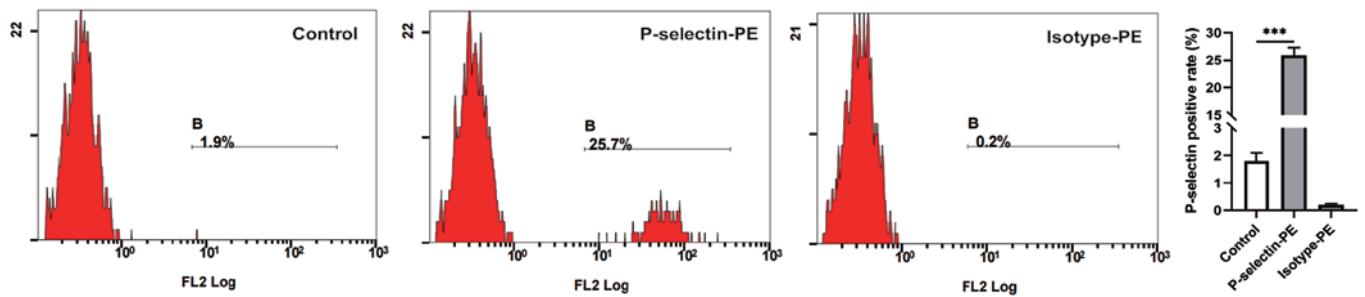 22
Control
B
1.9%
10⁰
10¹
10²
10³
FL2 Log
22
P-selectin-PE
B
25.7%
10⁰
10¹
10²
10³
FL2 Log
21
Isotype-PE
B
0.2%
10⁰
10¹
10²
10³
FL2 Log
P-selectin positive rate (%)
30
25
20
15
3
2
1
0
***
Control
P-selectin-PE
Isotype-PE